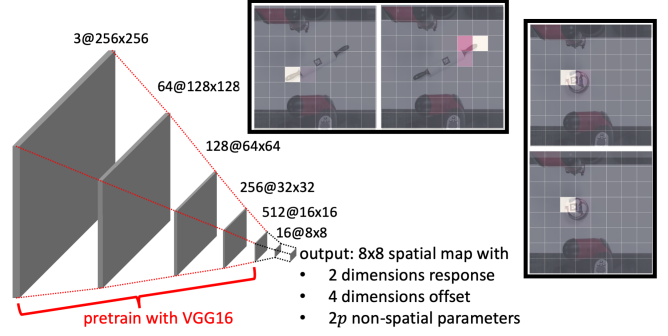 3@256x256
64@128x128
128@64x64
256@32x32
512@16x16
16@8x8
output: 8x8 spatial map with
• 2 dimensions response
• 4 dimensions offset
• 2p non-spatial parameters
pretrain with VGG16